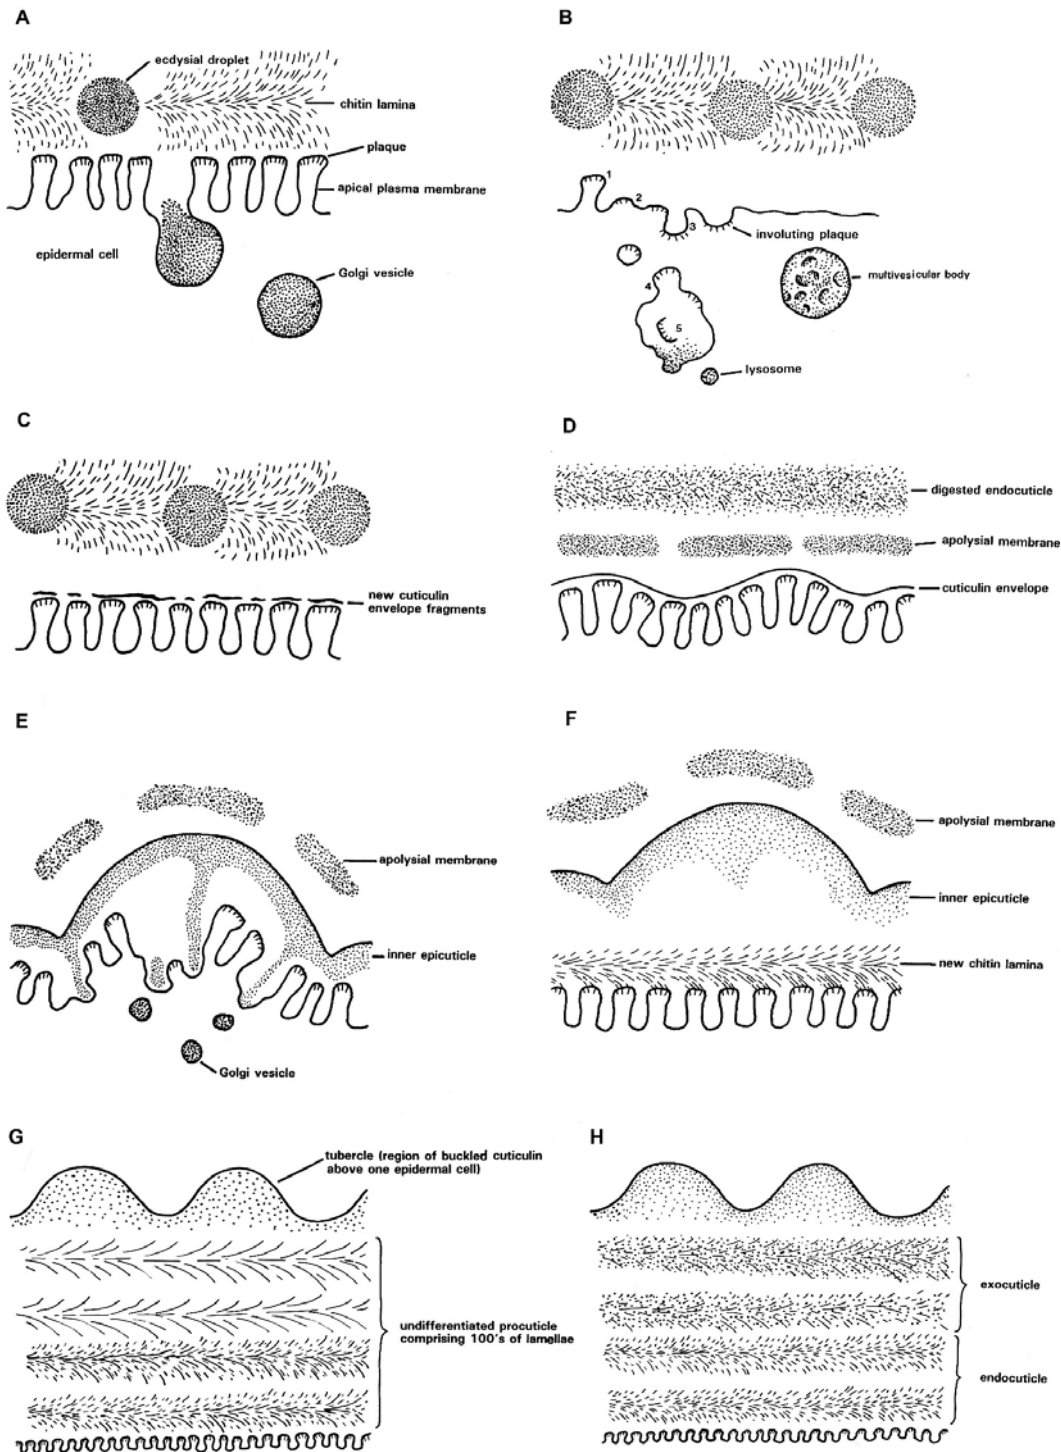 A
ecdysial droplet
chitin lamina
plaque
apical plasma membrane
epidermal cell
Golgi vesicle
B
1
2
3
involuting plaque
4
multivesicular body
5
lysosome
C
new cuticulin
envelope fragments
D
digested endocuticle
apolysial membrane
cuticulin envelope
E
apolysial membrane
inner epicuticle
Golgi vesicle
F
apolysial membrane
inner epicuticle
new chitin lamina
G
tubercle (region of buckled cuticulin
above one epidermal cell)
undifferentiated procuticle
comprising 100's of lamellae
H
exocuticle
endocuticle